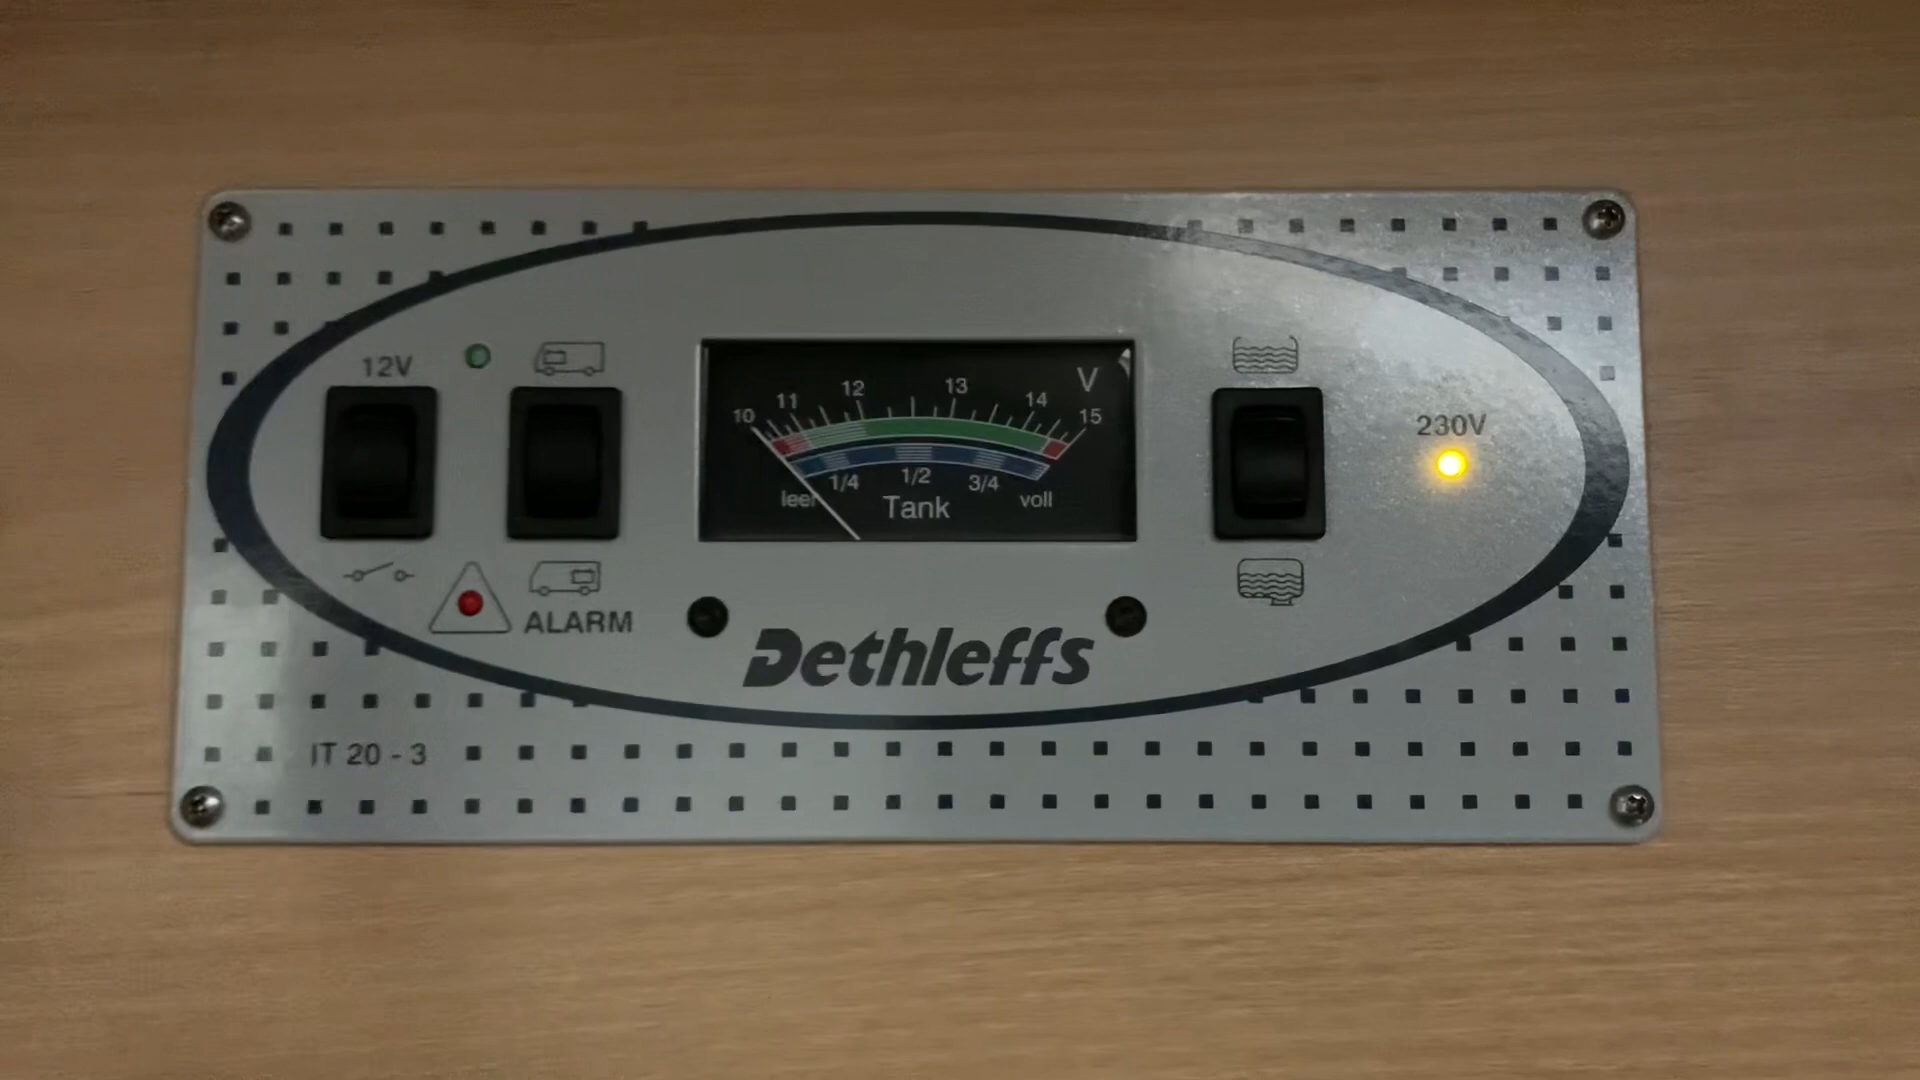 12V
230V
V
10 11 12 13 14 15
leer 1/4 1/2 3/4 voll
Tank
ALARM
Dethleffs
IT 20 - 3